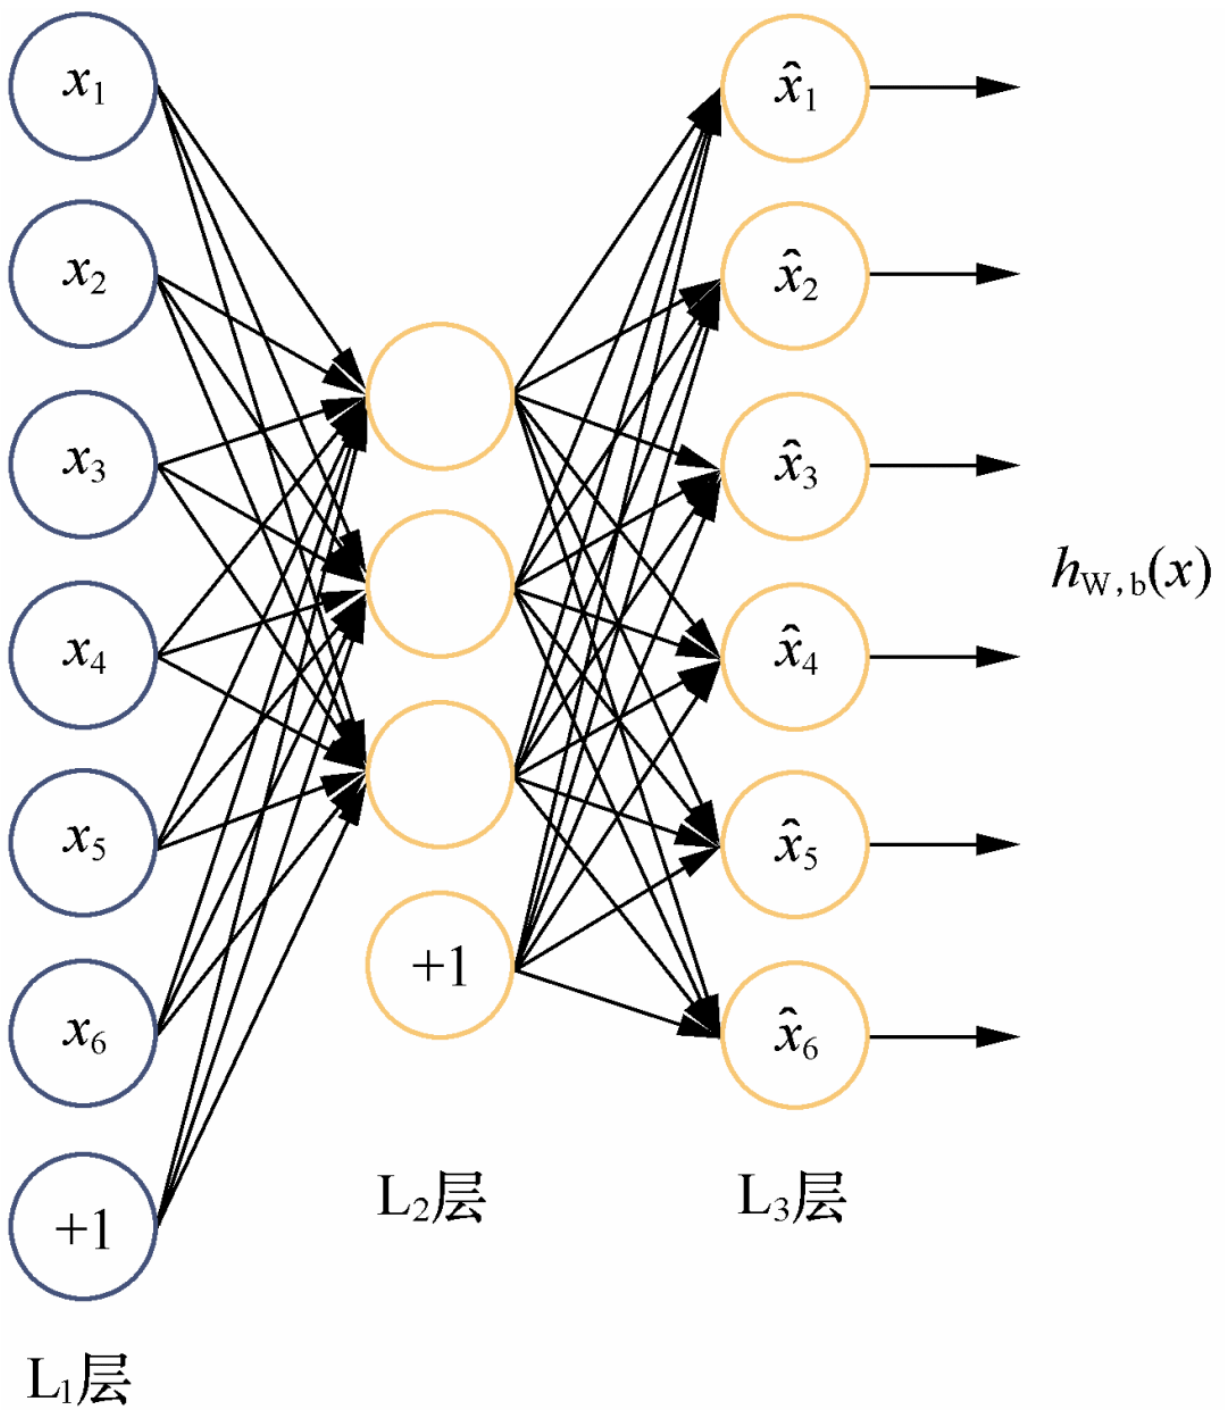 x₁
x₂
x₃
x₄
x₅
x₆
+1
L₁层
+1
L₂层
x̂₁
x̂₂
x̂₃
x̂₄
x̂₅
x̂₆
L₃层
h_W,b(x)